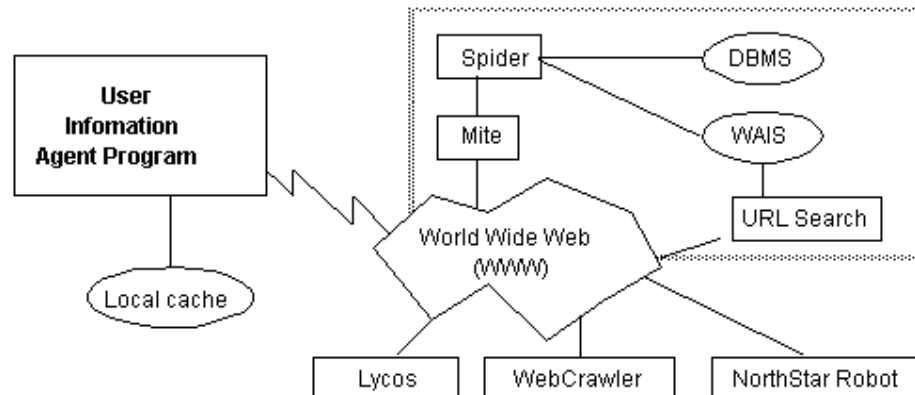 User
Infomation
Agent Program
Local cache
Spider
DBMS
Mite
WAIS
URL Search
World Wide Web
(WWW)
Lycos
WebCrawler
NorthStar Robot